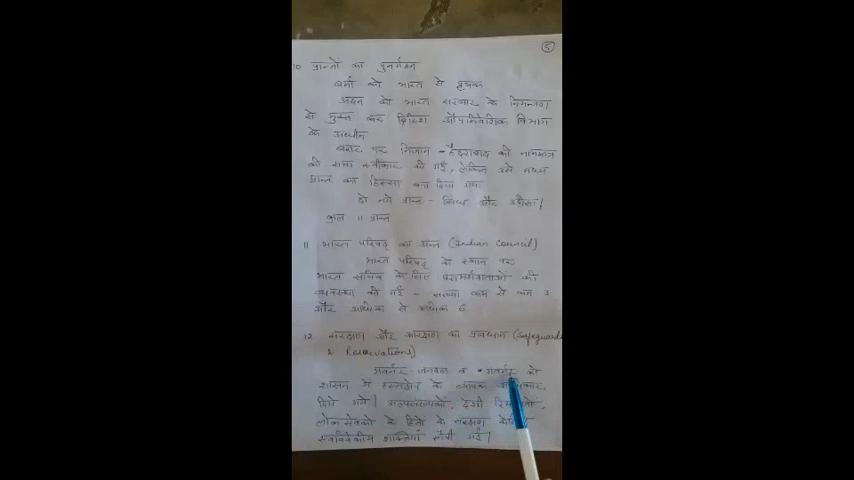 5
10 प्रान्तों का पुनर्गठन
बर्मा को भारत से पृथक
अदन को भारत सरकार के नियन्त्रण
से मुक्त कर ब्रिटिश औपनिवेशिक विभाग
के अधीन
बरार पर निजाम - हैदराबाद की नाममात्र
की सत्ता स्वीकार की गई, लेकिन उसे मध्य
प्रान्त का हिस्सा बना दिया गया
दो नये प्रान्त - सिन्ध और उड़ीसा।
कुल 11 प्रान्त
11 भारत परिषद् का अन्त (Indian Council)
भारत परिषद् के स्थान पर
भारत सचिव के लिए परामर्शदाताओं की
व्यवस्था की गई - संख्या कम से कम 3
और अधिक से अधिक 6
12 संरक्षण और आरक्षण का प्रावधान (Safeguards
& Reservations)
गवर्नर जनरल व गवर्नर को
शासन में हस्तक्षेप के व्यापक
दिये गये। अल्पसंख्यकों, देशी
लोक सेवकों के हितों के संरक्षण
स्वविवेकीय शक्तियां सौंपी गई।